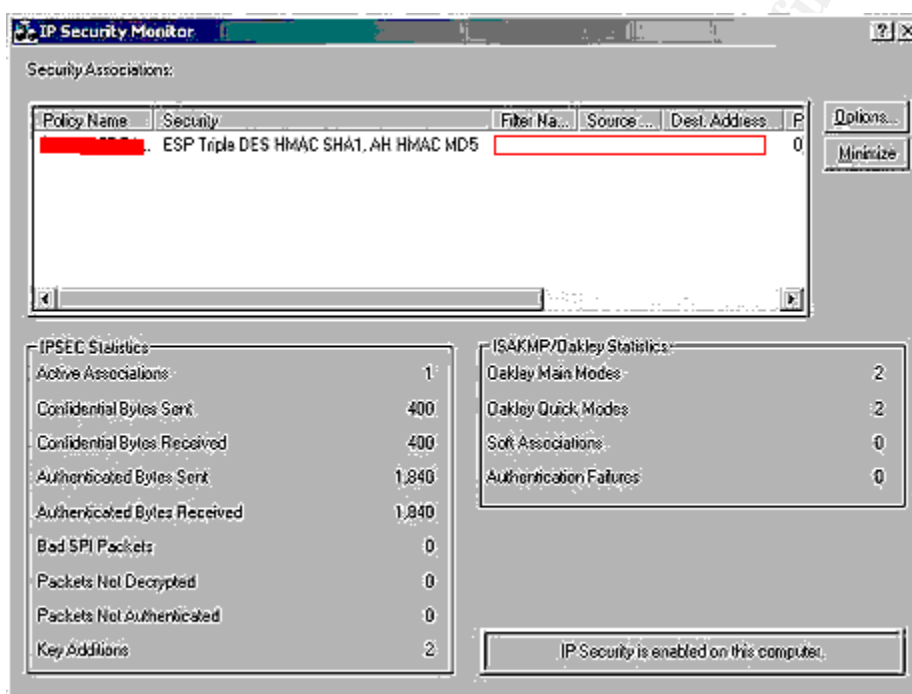 IP Security Monitor
Security Associations:
Policy Name Security Filter Na... Source ... Dest. Address P
... ESP Triple DES HMAC SHA1, AH HMAC MD5 0
Options...
Minimize
IPSEC Statistics
Active Associations 1
Confidential Bytes Sent 400
Confidential Bytes Received 400
Authenticated Bytes Sent 1,840
Authenticated Bytes Received 1,840
Bad SPI Packets 0
Packets Not Decrypted 0
Packets Not Authenticated 0
Key Additions 2
ISAKMP/Oakley Statistics
Oakley Main Modes 2
Oakley Quick Modes 2
Soft Associations 0
Authentication Failures 0
IP Security is enabled on this computer.